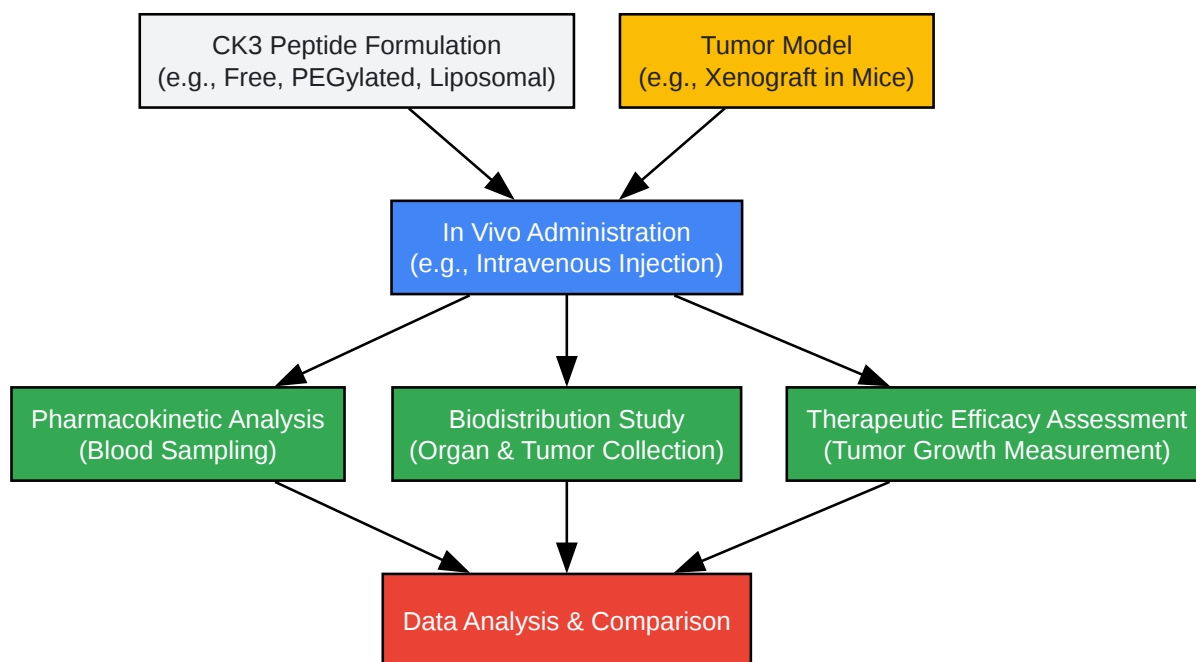 CK3 Peptide Formulation
(e.g., Free, PEGylated, Liposomal)
Tumor Model
(e.g., Xenograft in Mice)
In Vivo Administration
(e.g., Intravenous Injection)
Pharmacokinetic Analysis
(Blood Sampling)
Biodistribution Study
(Organ & Tumor Collection)
Therapeutic Efficacy Assessment
(Tumor Growth Measurement)
Data Analysis & Comparison